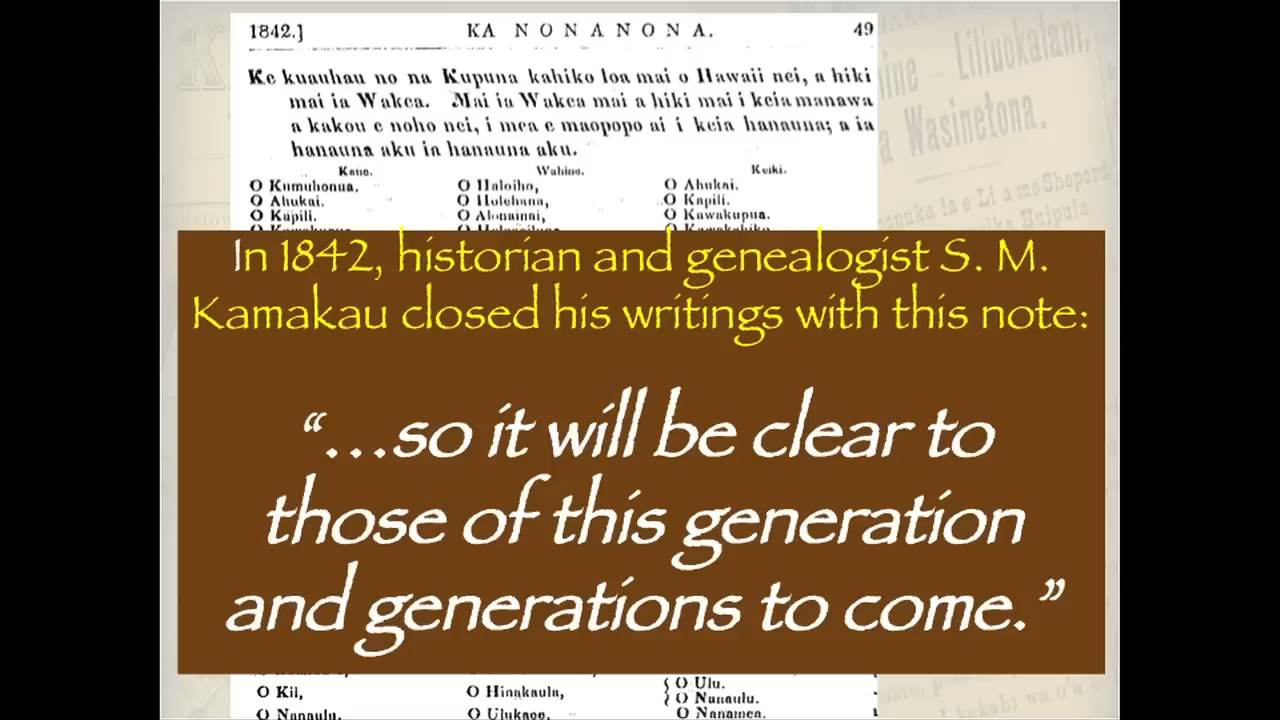 1842.] KA NONANONA. 49
Ke kuauhau no na Kupuna kahiko loa mai o Hawaii nei, a hiki
mai ia Wakea. Mai ia Wakea mai a hiki mai i keia manawa
a kakou e noho nei, i mea e maopopo ai i keia hanauna; a ia
hanauna aku ia hanauna aku.
Kane. Wahine. Keiki.
O Kumuhonua, O Haloiho, O Ahukai.
O Ahukai. O Holehana, O Kapili.
O Kapili. O Alonainai, O Kawakupua.
In 1842, historian and genealogist S. M.
Kamakau closed his writings with this note:
“…so it will be clear to
those of this generation
and generations to come.”
O Kii, O Hinakaula, O Ulu.
O Nanaulu.
O Nanaulu. O Ulukaoo, O Nanamea.
Liliuokalani,
ine
a Wasinetona.